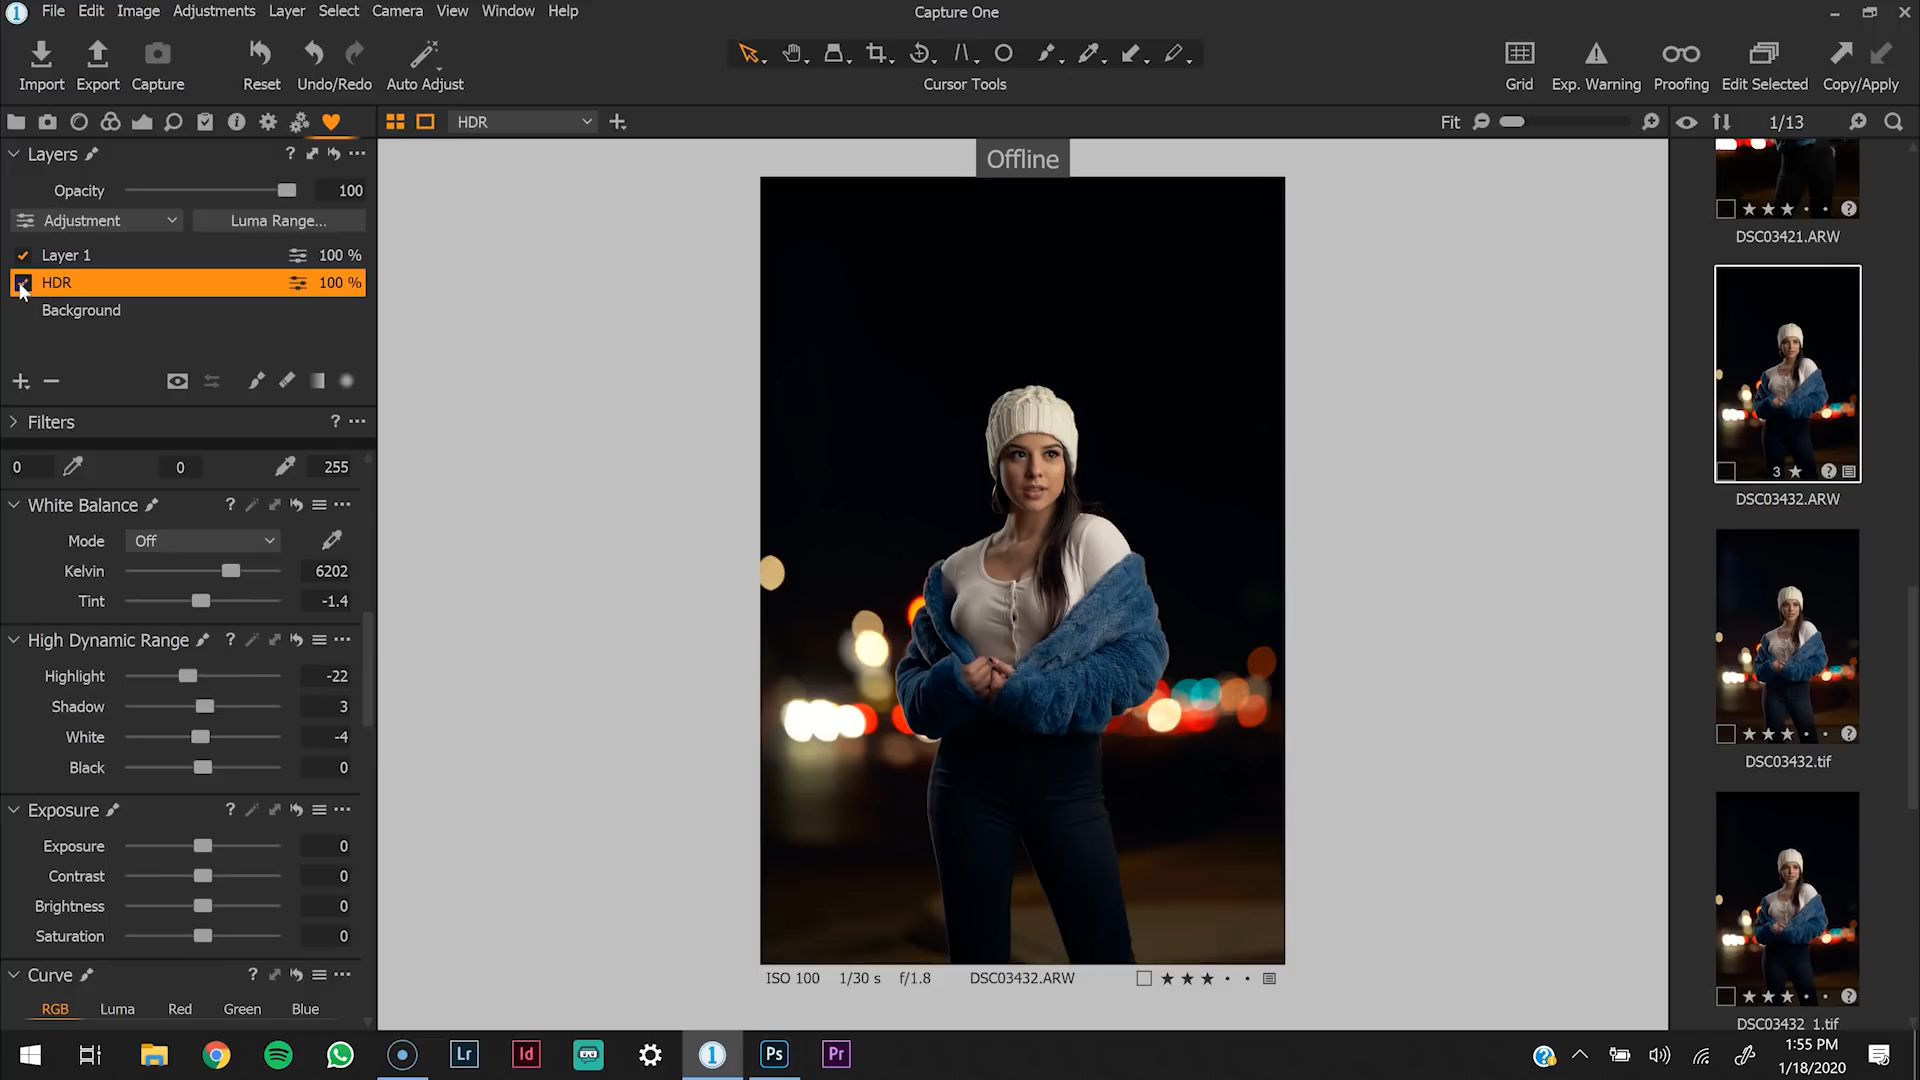 File Edit Image Adjustments Layer Select Camera View Window Help
Capture One
Import Export Capture Reset Undo/Redo Auto Adjust
Cursor Tools
Grid Exp. Warning Proofing Edit Selected Copy/Apply
HDR
Fit
1/13
Layers
Opacity 100
Adjustment Luma Range...
Layer 1 100 %
HDR 100 %
Background
Filters
0 0 255
White Balance
Mode Off
Kelvin 6202
Tint -1.4
High Dynamic Range
Highlight -22
Shadow 3
White -4
Black 0
Exposure
Exposure 0
Contrast 0
Brightness 0
Saturation 0
Curve
RGB Luma Red Green Blue
Offline
ISO 100 1/30 s f/1.8 DSC03432.ARW
DSC03421.ARW
3
DSC03432.ARW
DSC03432.tif
DSC03432 1.tif
Lr Id Ps Pr
1:55 PM
1/18/2020